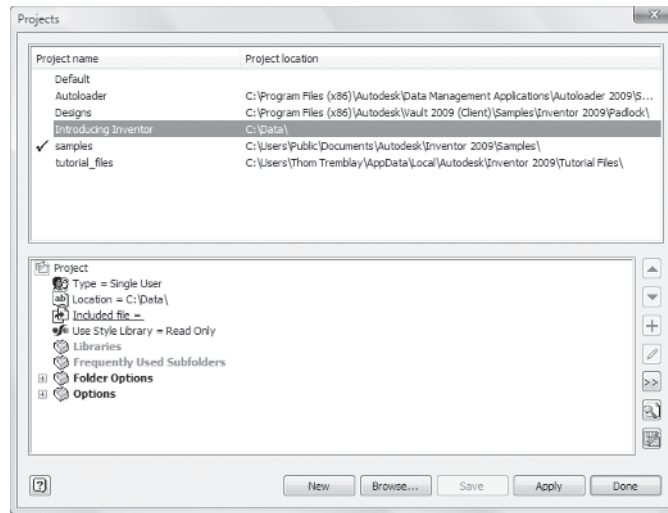 Projects
Project name Project location
Default
Autoloader C:\Program Files (x86)\Autodesk\Data Management Applications\Autoloader 2009\S...
Designs C:\Program Files (x86)\Autodesk\Vault 2009 (Client)\Samples\Inventor 2009\Padlock\
Introducing Inventor C:\Data\
samples C:\Users\Public\Documents\Autodesk\Inventor 2009\Samples\
tutorial_files C:\Users\Thom Tremblay\AppData\Local\Autodesk\Inventor 2009\Tutorial Files\
Project
Type = Single User
Location = C:\Data\
Included file =
Use Style Library = Read Only
Libraries
Frequently Used Subfolders
Folder Options
Options
>>
New Browse... Save Apply Done